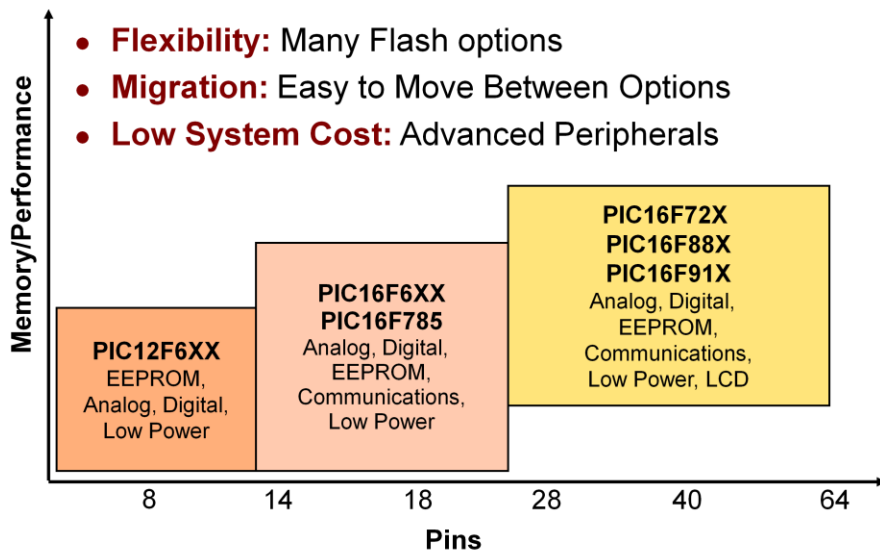 • Flexibility: Many Flash options
• Migration: Easy to Move Between Options
• Low System Cost: Advanced Peripherals
Memory/Performance
PIC12F6XX
EEPROM,
Analog, Digital,
Low Power
PIC16F6XX
PIC16F785
Analog, Digital,
EEPROM,
Communications,
Low Power
PIC16F72X
PIC16F88X
PIC16F91X
Analog, Digital,
EEPROM,
Communications,
Low Power, LCD
8 14 18 28 40 64
Pins